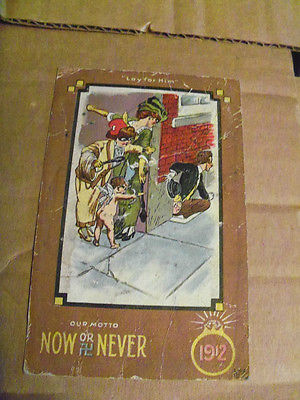 "Lay for Him"
OUR MOTTO
NOW OR NEVER
1912